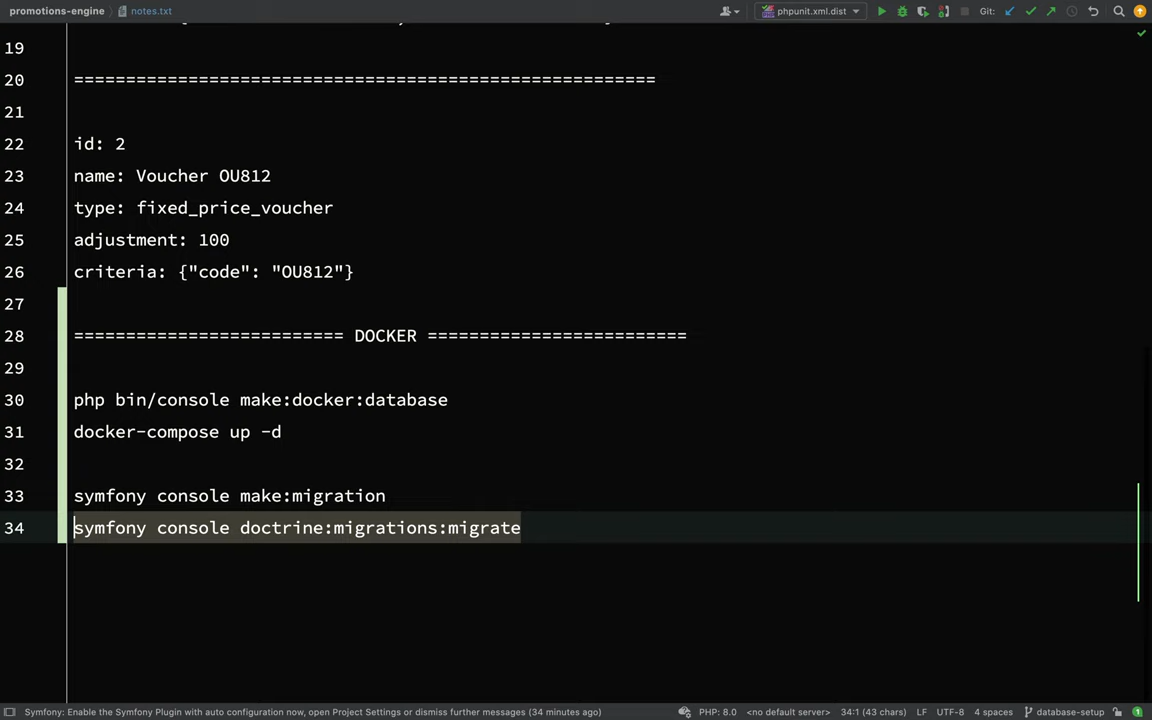 promotions-engine
notes.txt
phpunit.xml.dist
Git:
19
20 ========================================================
21
22 id: 2
23 name: Voucher OU812
24 type: fixed_price_voucher
25 adjustment: 100
26 criteria: {"code": "OU812"}
27
28 ========================== DOCKER =========================
29
30 php bin/console make:docker:database
31 docker-compose up -d
32
33 symfony console make:migration
34 symfony console doctrine:migrations:migrate
Symfony: Enable the Symfony Plugin with auto configuration now, open Project Settings or dismiss further messages (34 minutes ago)
PHP: 8.0
<no default server>
34:1 (43 chars)
LF
UTF-8
4 spaces
database-setup
1